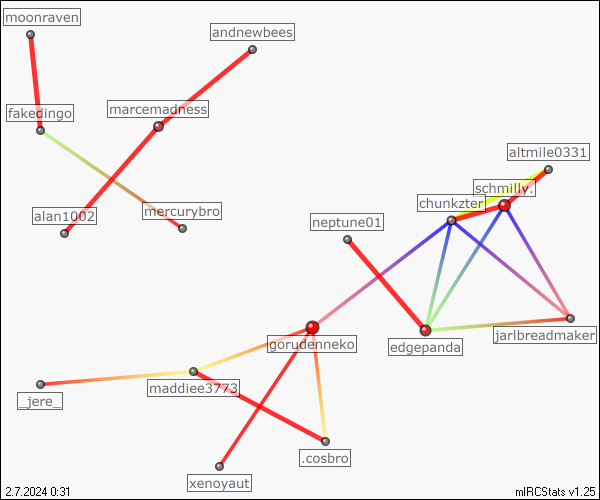 moonraven
andnewbees
fakedingo
marcemadness
altmile0331
schmilly.
chunkzter
alan1002
mercurybro
neptune01
gorudenneko
edgepanda
jarlbreadmaker
maddiee3773
_jere_
.cosbro
xenoyaut
2.7.2024 0:31
mIRCStats v1.25